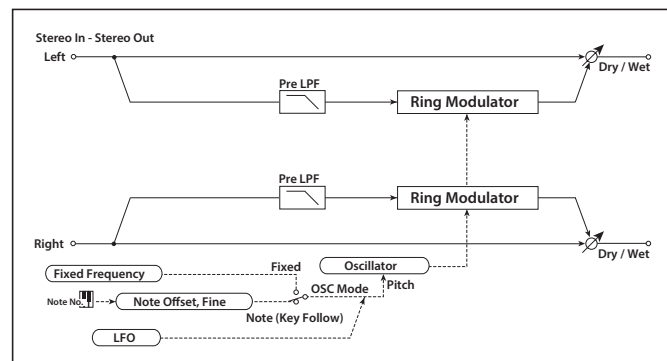 Stereo In - Stereo Out
Left
Dry / Wet
Pre LPF
Ring Modulator
Pre LPF
Ring Modulator
Right
Dry / Wet
Fixed Frequency
Fixed
Oscillator
OSC Mode
Pitch
Note No.
Note Offset, Fine
Note (Key Follow)
LFO